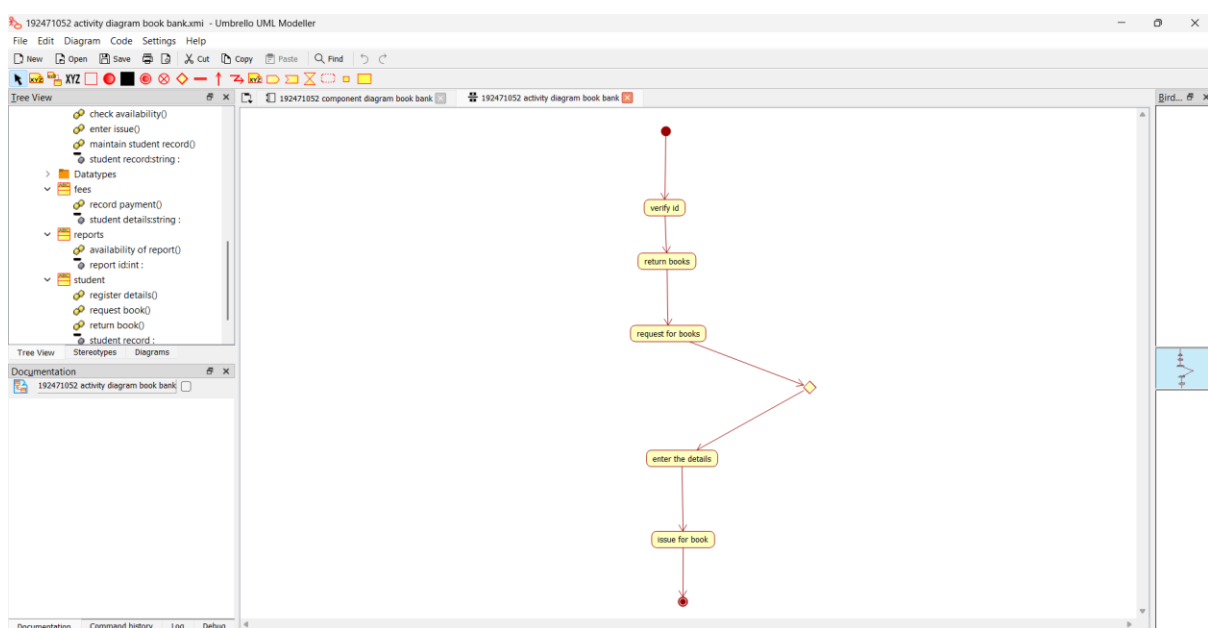 192471052 activity diagram book bank.xmi - Umbrello UML Modeller
File Edit Diagram Code Settings Help
New Open Save Cut Copy Paste Find
XYZ XYZ XYZ XYZ
Tree View
192471052 component diagram book bank
192471052 activity diagram book bank
Bird...
check availability()
enter issue()
maintain student record()
student record:string :
Datatypes
fees
record payment()
student details:string :
reports
availability of report()
report id:int :
student
register details()
request book()
return book()
student record :
Tree View Stereotypes Diagrams
Documentation
192471052 activity diagram book bank
verify id
return books
request for books
enter the details
issue for book
Documentation Command history Log Debug